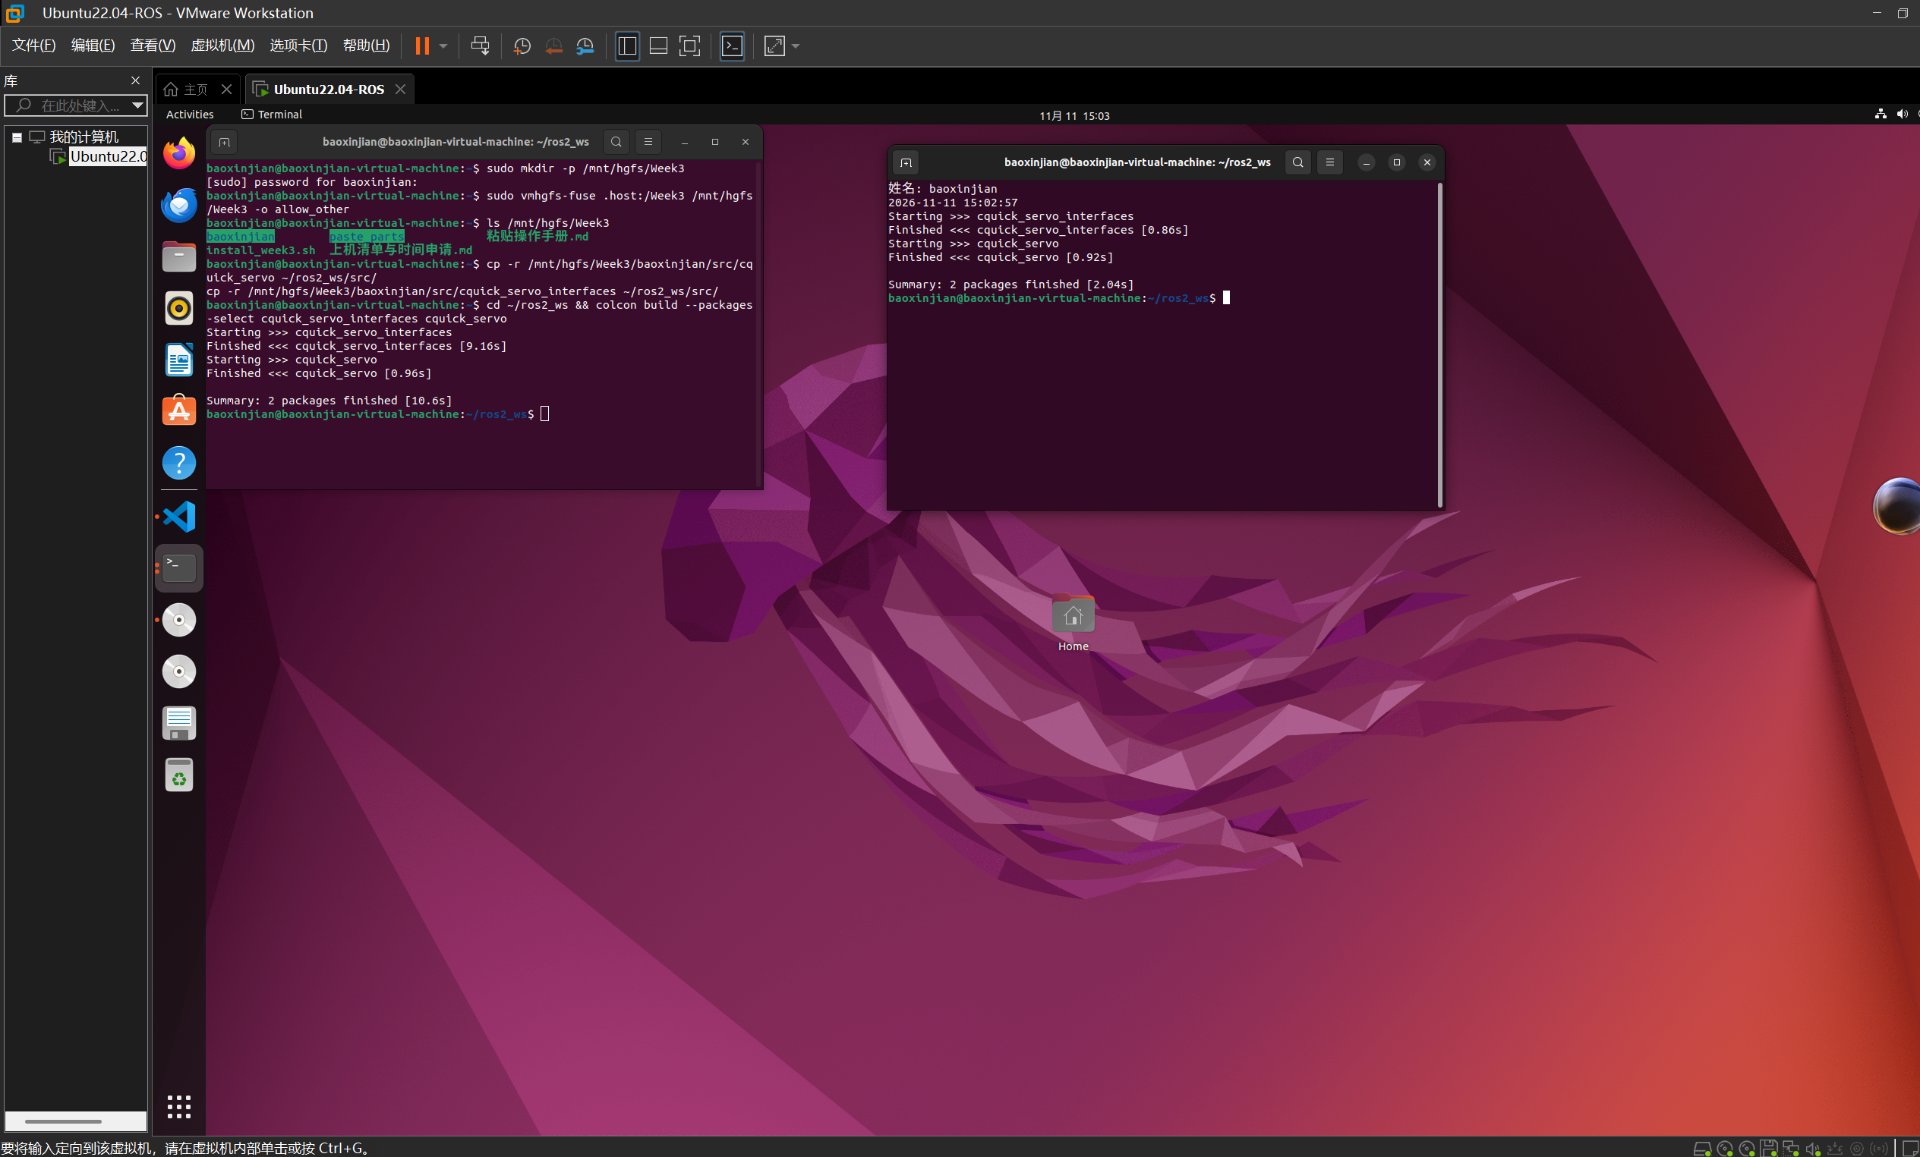 Ubuntu22.04-ROS - VMware Workstation
文件(F) 编辑(E) 查看(V) 虚拟机(M) 选项卡(T) 帮助(H)
库
在此处键入...
我的计算机
Ubuntu22.0
主页
Ubuntu22.04-ROS
Activities
Terminal
11月 11 15:03
baoxinjian@baoxinjian-virtual-machine: ~/ros2_ws
baoxinjian@baoxinjian-virtual-machine:~$ sudo mkdir -p /mnt/hgfs/Week3
[sudo] password for baoxinjian:
baoxinjian@baoxinjian-virtual-machine:~$ sudo vmhgfs-fuse .host:/Week3 /mnt/hgfs
/Week3 -o allow_other
baoxinjian@baoxinjian-virtual-machine:~$ ls /mnt/hgfs/Week3
baoxinjian paste_parts 粘贴操作手册.md
install_week3.sh 上机清单与时间申请.md
baoxinjian@baoxinjian-virtual-machine:~$ cp -r /mnt/hgfs/Week3/baoxinjian/src/cq
uick_servo ~/ros2_ws/src/
cp -r /mnt/hgfs/Week3/baoxinjian/src/cquick_servo_interfaces ~/ros2_ws/src/
baoxinjian@baoxinjian-virtual-machine:~$ cd ~/ros2_ws && colcon build --packages
-select cquick_servo_interfaces cquick_servo
Starting >>> cquick_servo_interfaces
Finished <<< cquick_servo_interfaces [9.16s]
Starting >>> cquick_servo
Finished <<< cquick_servo [0.96s]
Summary: 2 packages finished [10.6s]
baoxinjian@baoxinjian-virtual-machine:~/ros2_ws$
baoxinjian@baoxinjian-virtual-machine: ~/ros2_ws
姓名: baoxinjian
2026-11-11 15:02:57
Starting >>> cquick_servo_interfaces
Finished <<< cquick_servo_interfaces [0.86s]
Starting >>> cquick_servo
Finished <<< cquick_servo [0.92s]
Summary: 2 packages finished [2.04s]
baoxinjian@baoxinjian-virtual-machine:~/ros2_ws$
Home
要将输入定向到该虚拟机，请在虚拟机内部单击或按 Ctrl+G。